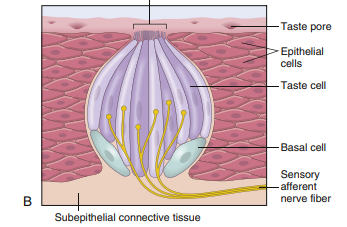 Taste pore
Epithelial
cells
Taste cell
Basal cell
Sensory
afferent
nerve fiber
B
Subepithelial connective tissue